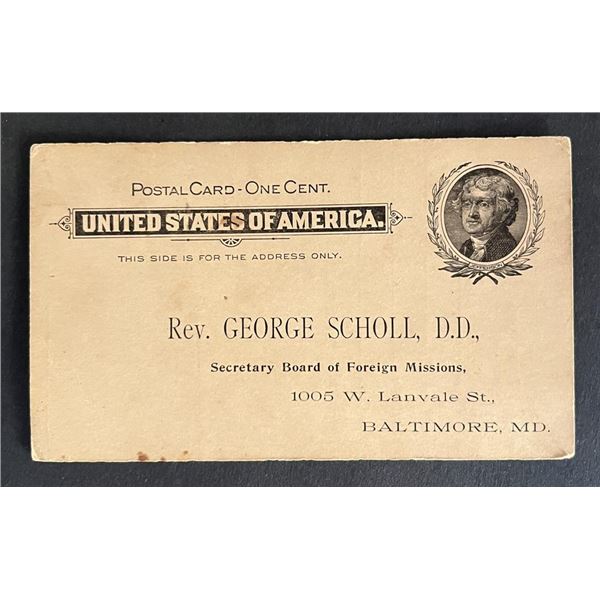 POSTAL CARD - ONE CENT.
UNITED STATES OF AMERICA.
THIS SIDE IS FOR THE ADDRESS ONLY.
JEFFERSON
Rev. GEORGE SCHOLL, D.D.,
Secretary Board of Foreign Missions,
1005 W. Lanvale St.,
BALTIMORE, MD.